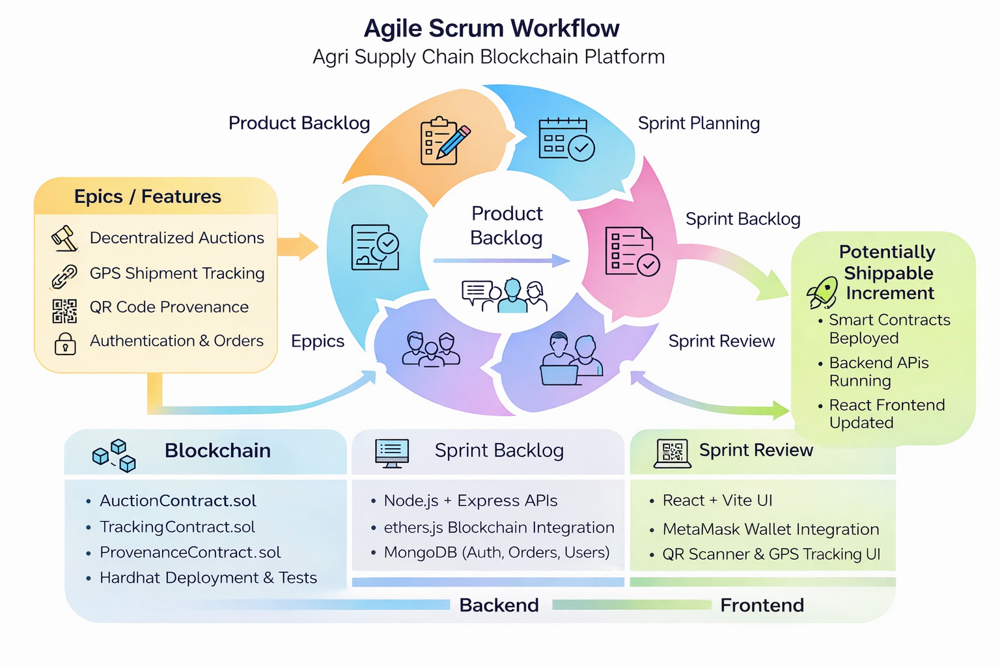 Agile Scrum Workflow
Agri Supply Chain Blockchain Platform
Product Backlog
Sprint Planning
Epics / Features
Decentralized Auctions
GPS Shipment Tracking
QR Code Provenance
Authentication & Orders
Product
Backlog
Sprint Backlog
Eppics
Sprint Review
Potentially
Shippable
Increment
• Smart Contracts
Beployed
• Backend APis
Running
• React Frontend
Updated
Blockchain
• AuctionContract.sol
• TrackingContract.sol
• ProvenanceContract.sol
• Hardhat Deployment & Tests
Sprint Backlog
• Node.js + Express APIs
• ethers.js Blockchain Integration
• MongoDB (Auth, Orders, Users)
Sprint Review
• React + Vite UI
• MetaMask Wallet Integration
• QR Scanner & GPS Tracking UI
Backend
Frontend